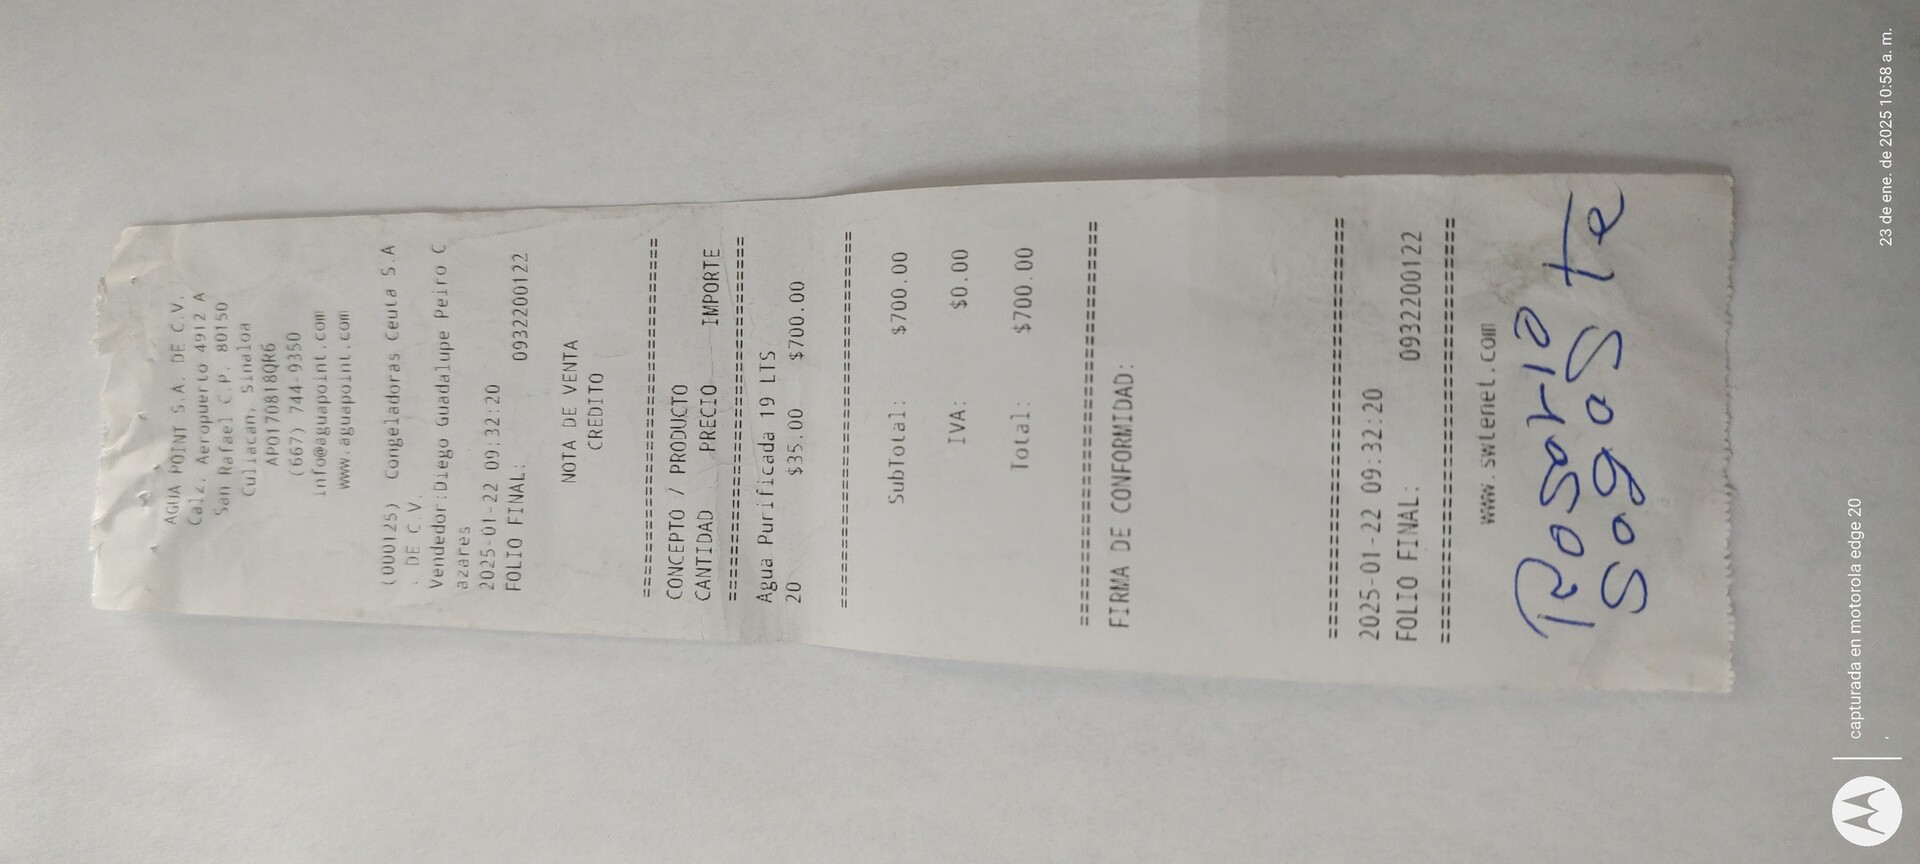 AGUA POINT S.A. DE C.V.
Calz. Aeropuerto 4912 A
San Rafael C.P. 80150
Culiacan, Sinaloa
APO170818QR6
(667) 744-9350
info@aguapoint.com
www.aguapoint.com
(000125) Congeladoras Ceuta S.A
. DE C.V.
Vendedor:Diego Guadalupe Peiro C
azares
2025-01-22 09:32:20
FOLIO FINAL: 0932200122
NOTA DE VENTA
CREDITO
================================
CONCEPTO / PRODUCTO
CANTIDAD PRECIO IMPORTE
================================
Agua Purificada 19 LTS
20 $35.00 $700.00
================================
SubTotal: $700.00
IVA: $0.00
Total: $700.00
================================
FIRMA DE CONFORMIDAD:
================================
2025-01-22 09:32:20
FOLIO FINAL: 0932200122
================================
www.swtenet.com
Rosario
Sogaste
capturada en motorola edge 20
,
23 de ene. de 2025 10:58 a. m.